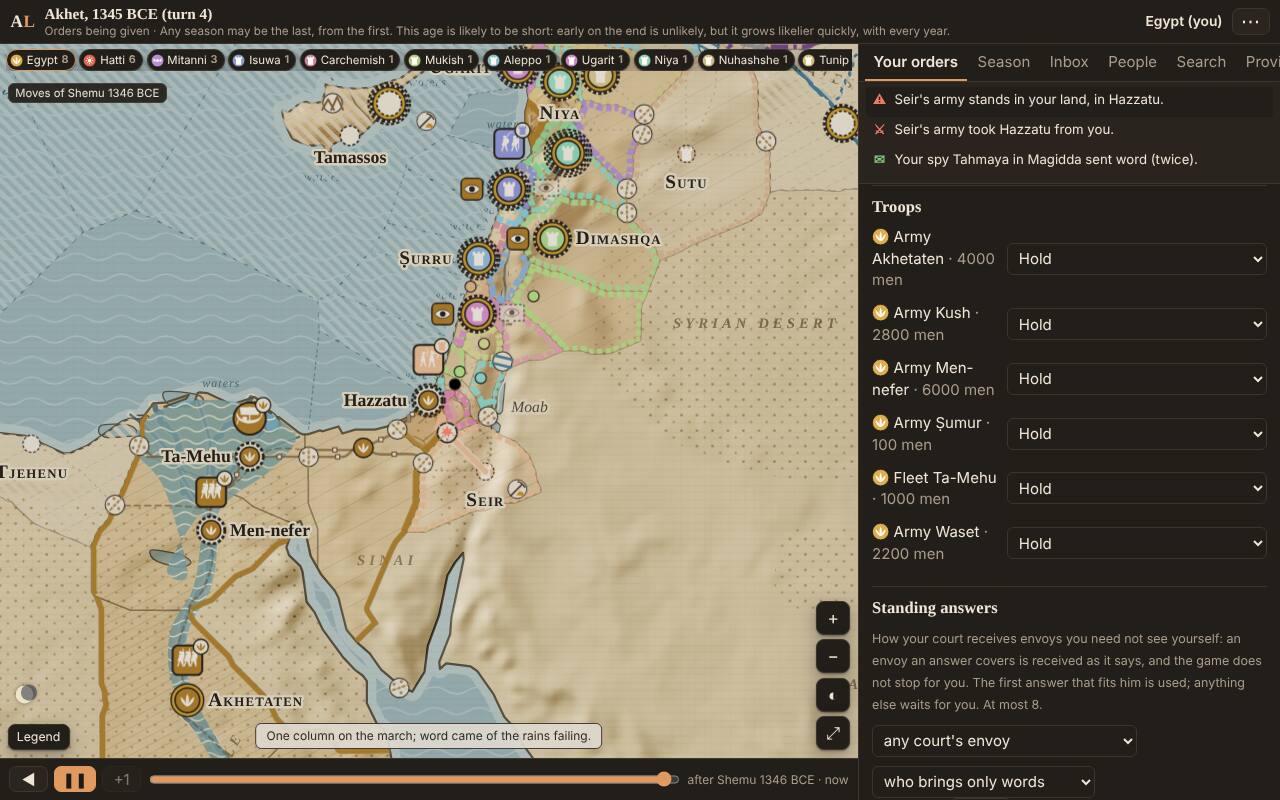 AL
Akhet, 1345 BCE (turn 4)
Orders being given · Any season may be the last, from the first. This age is likely to be short: early on the end is unlikely, but it grows likelier quickly, with every year.
Egypt (you)
Egypt 8
Hatti 6
Mitanni 3
Isuwa 1
Carchemish 1
Mukish 1
Aleppo 1
Ugarit 1
Niya 1
Nuhashshe 1
Tunip
Your orders
Season
Inbox
People
Search
Provi
Moves of Shemu 1346 BCE
Seir's army stands in your land, in Hazzatu.
Seir's army took Hazzatu from you.
Your spy Tahmaya in Magidda sent word (twice).
Niya
Tamassos
Sutu
Dimashqa
Ṣurru
SYRIAN DESERT
waters
Hazzatu
Moab
Ta-Mehu
Tjehenu
Seir
Men-nefer
SINAI
Akhetaten
Troops
Army Akhetaten · 4000 men
Hold
Army Kush · 2800 men
Hold
Army Men-nefer · 6000 men
Hold
Army Ṣumur · 100 men
Hold
Fleet Ta-Mehu · 1000 men
Hold
Army Waset · 2200 men
Hold
Standing answers
How your court receives envoys you need not see yourself: an
envoy an answer covers is received as it says, and the game does
not stop for you. The first answer that fits him is used; anything
else waits for you. At most 8.
any court's envoy
who brings only words
Legend
One column on the march; word came of the rains failing.
+1
after Shemu 1346 BCE · now